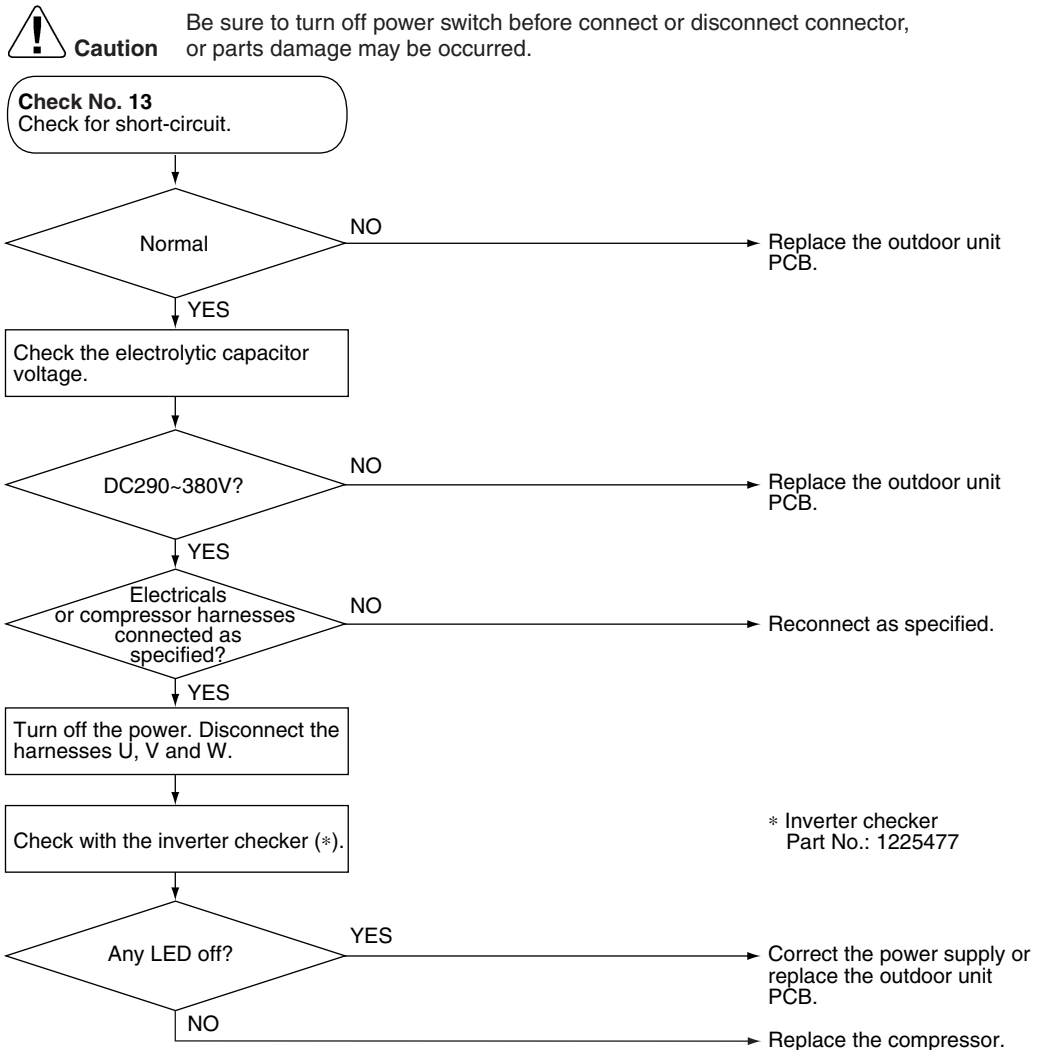 Be sure to turn off power switch before connect or disconnect connector,
Caution or parts damage may be occurred.
Check No. 13
Check for short-circuit.
Normal
NO
Replace the outdoor unit
PCB.
YES
Check the electrolytic capacitor
voltage.
DC290~380V?
NO
Replace the outdoor unit
PCB.
YES
Electricals
or compressor harnesses
connected as
specified?
NO
Reconnect as specified.
YES
Turn off the power. Disconnect the
harnesses U, V and W.
Check with the inverter checker (*).
* Inverter checker
Part No.: 1225477
Any LED off?
YES
Correct the power supply or
replace the outdoor unit
PCB.
NO
Replace the compressor.